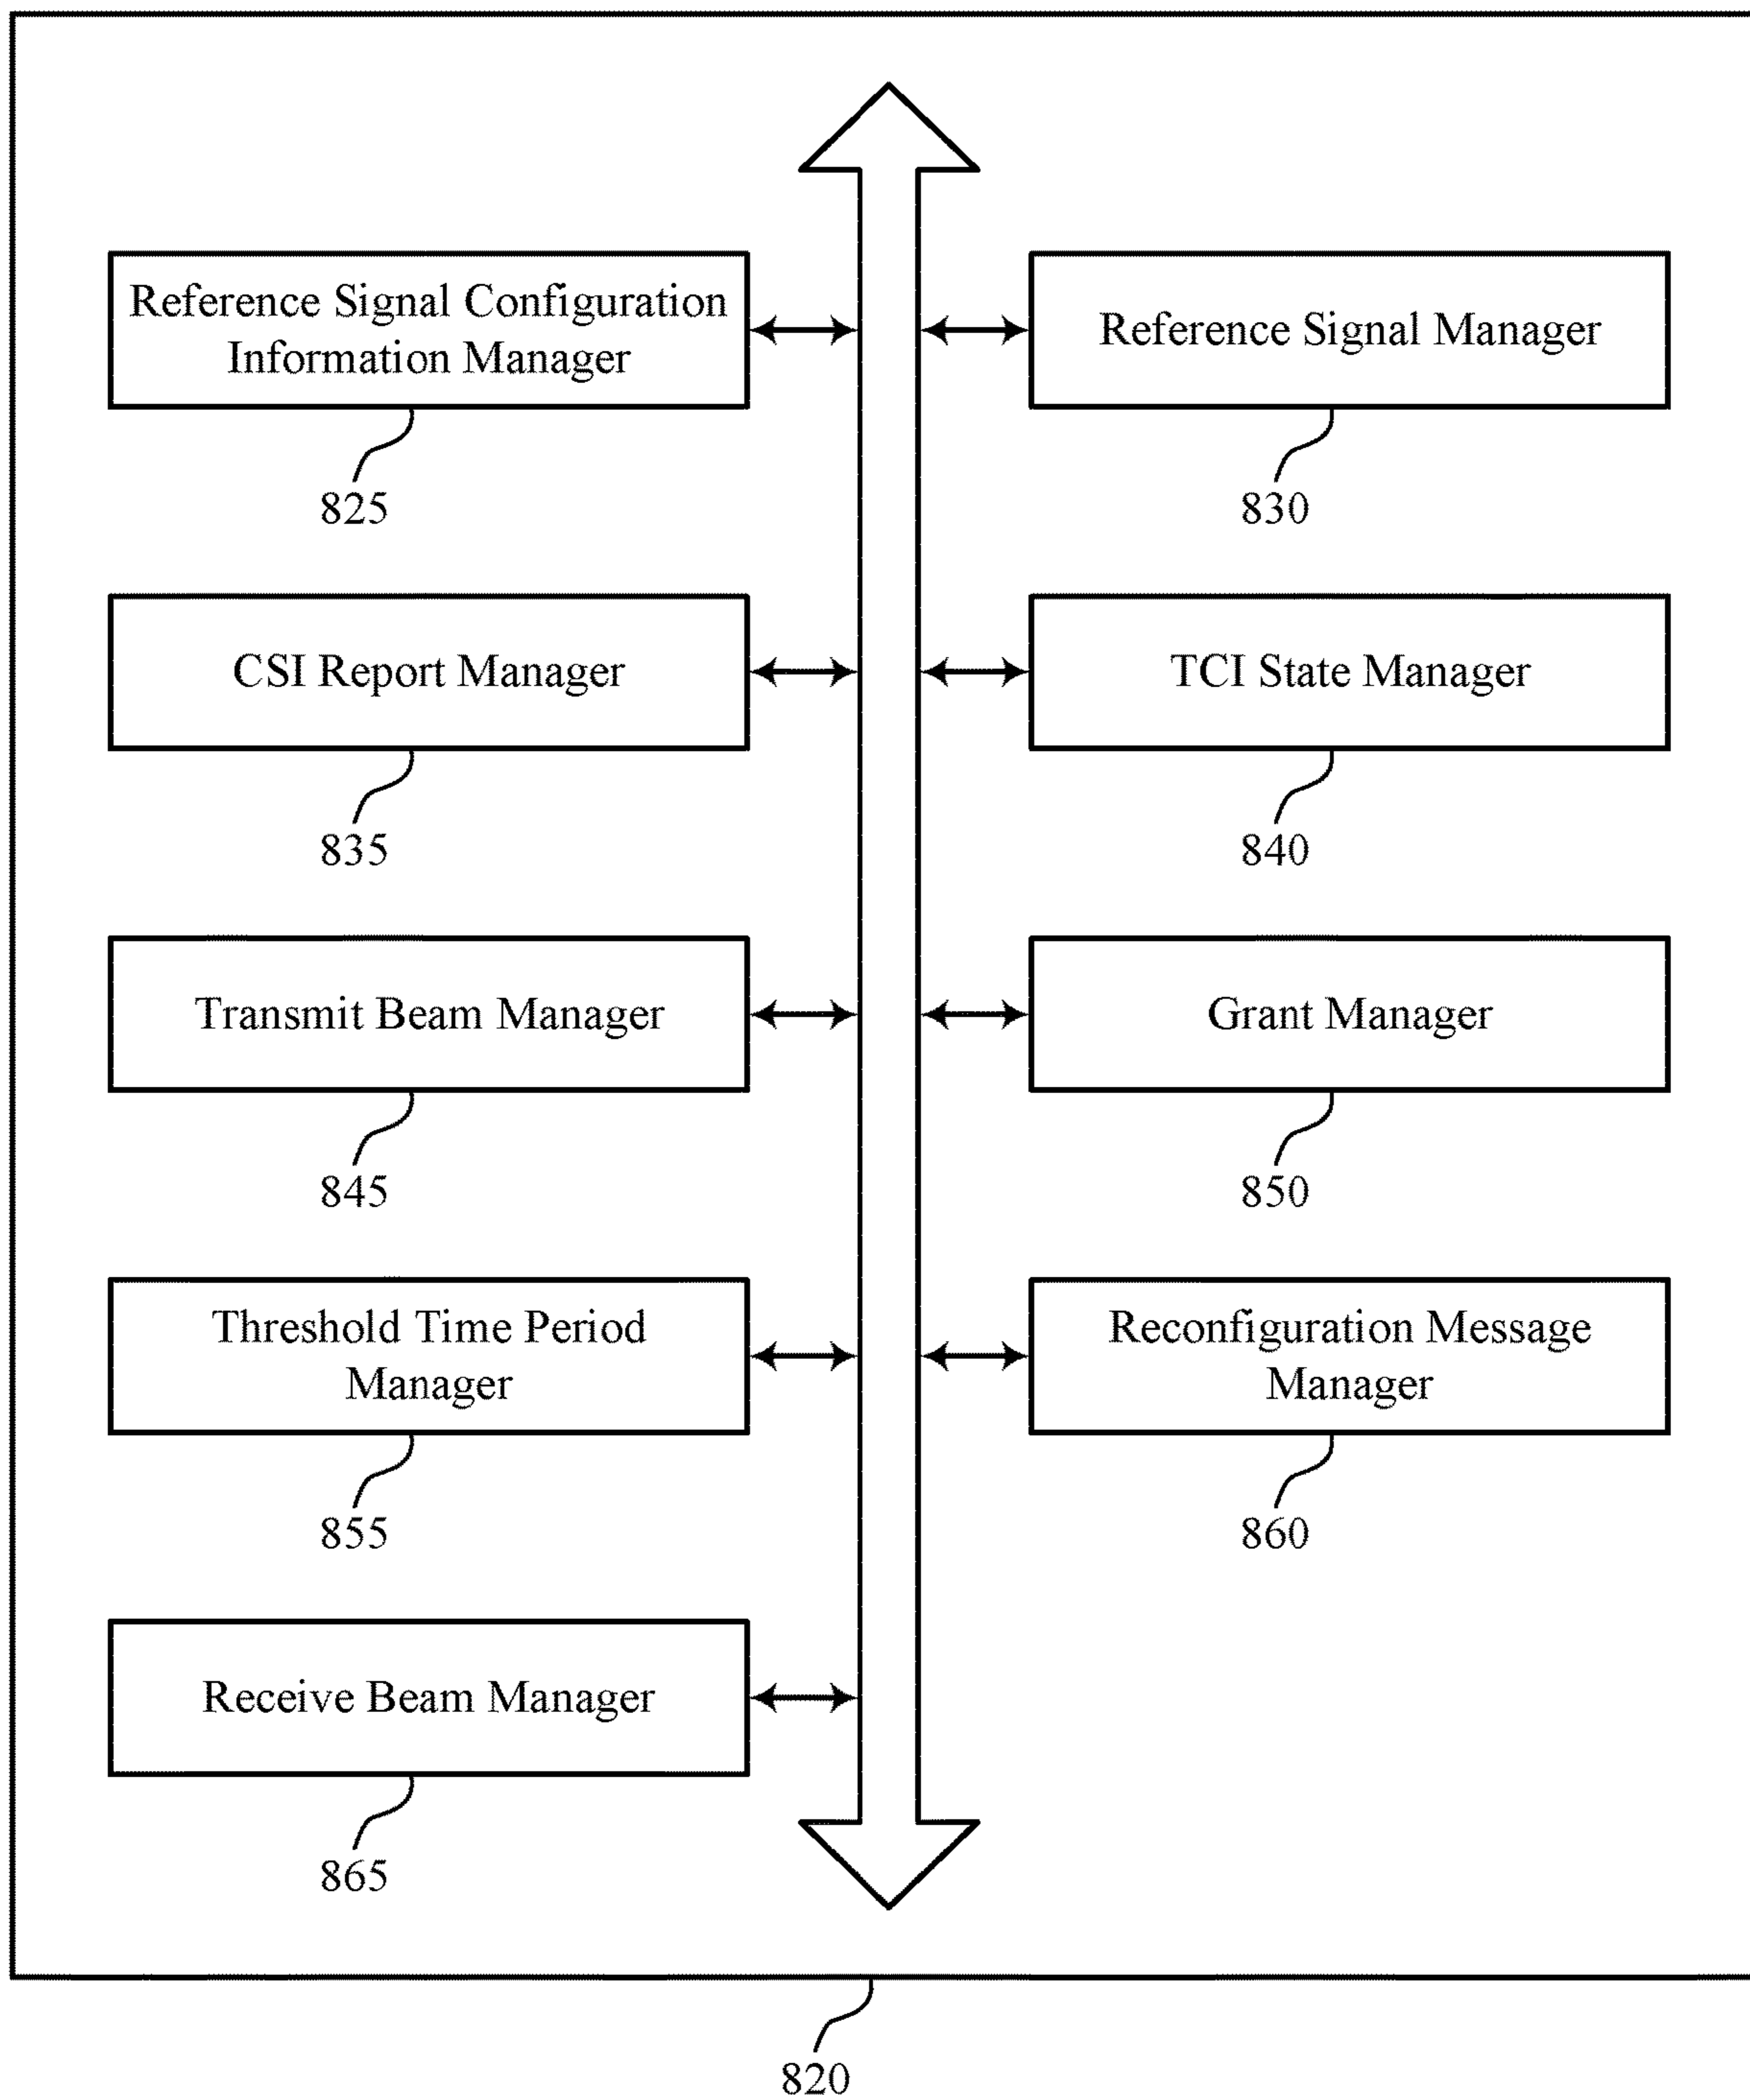 Reference Signal Configuration
Information Manager
825
Reference Signal Manager
830
CSI Report Manager
835
TCI State Manager
840
Transmit Beam Manager
845
Grant Manager
850
Threshold Time Period
Manager
855
Reconfiguration Message
Manager
860
Receive Beam Manager
865
820